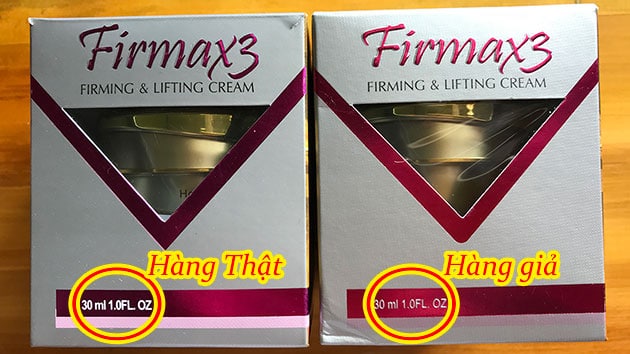 Firmax3
FIRMING & LIFTING CREAM
Hàng Thật
30 ml 1.0FL. OZ
Firmax3
FIRMING & LIFTING CREAM
Hàng giả
30 ml 1.0FL. OZ